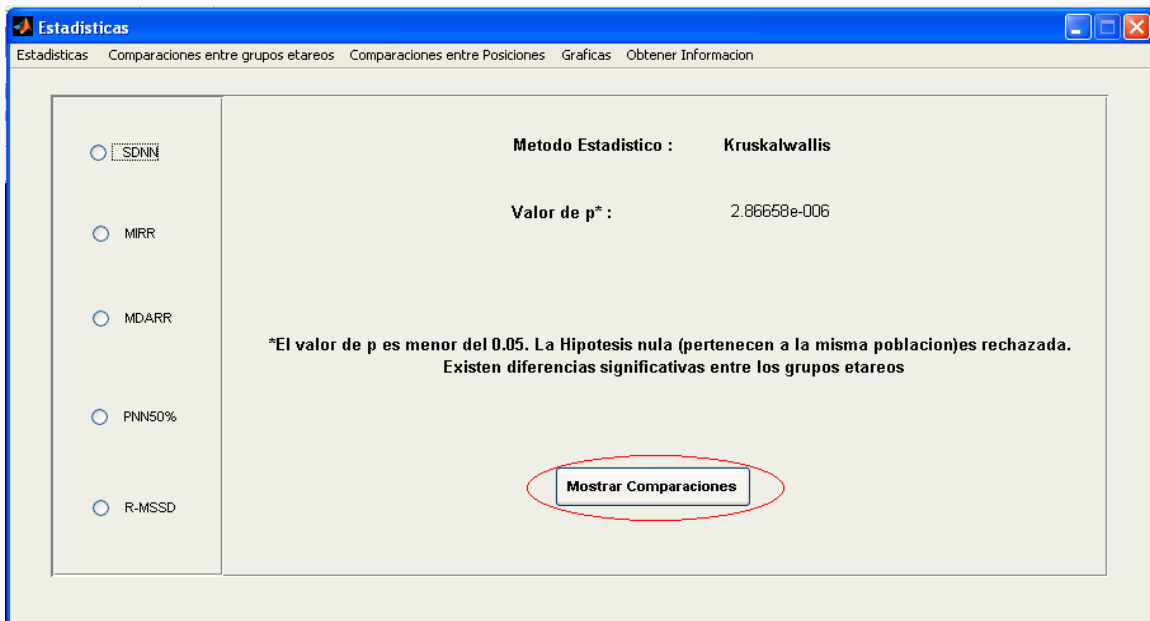 Estadisticas
Estadisticas Comparaciones entre grupos etareos Comparaciones entre Posiciones Graficas Obtener Informacion
SDNN
MIRR
MDARR
PNN50%
R-MSSD
Metodo Estadistico : Kruskalwallis
Valor de p* : 2.86658e-006
*El valor de p es menor del 0.05. La Hipotesis nula (pertenecen a la misma poblacion)es rechazada.
Existen diferencias significativas entre los grupos etareos
Mostrar Comparaciones